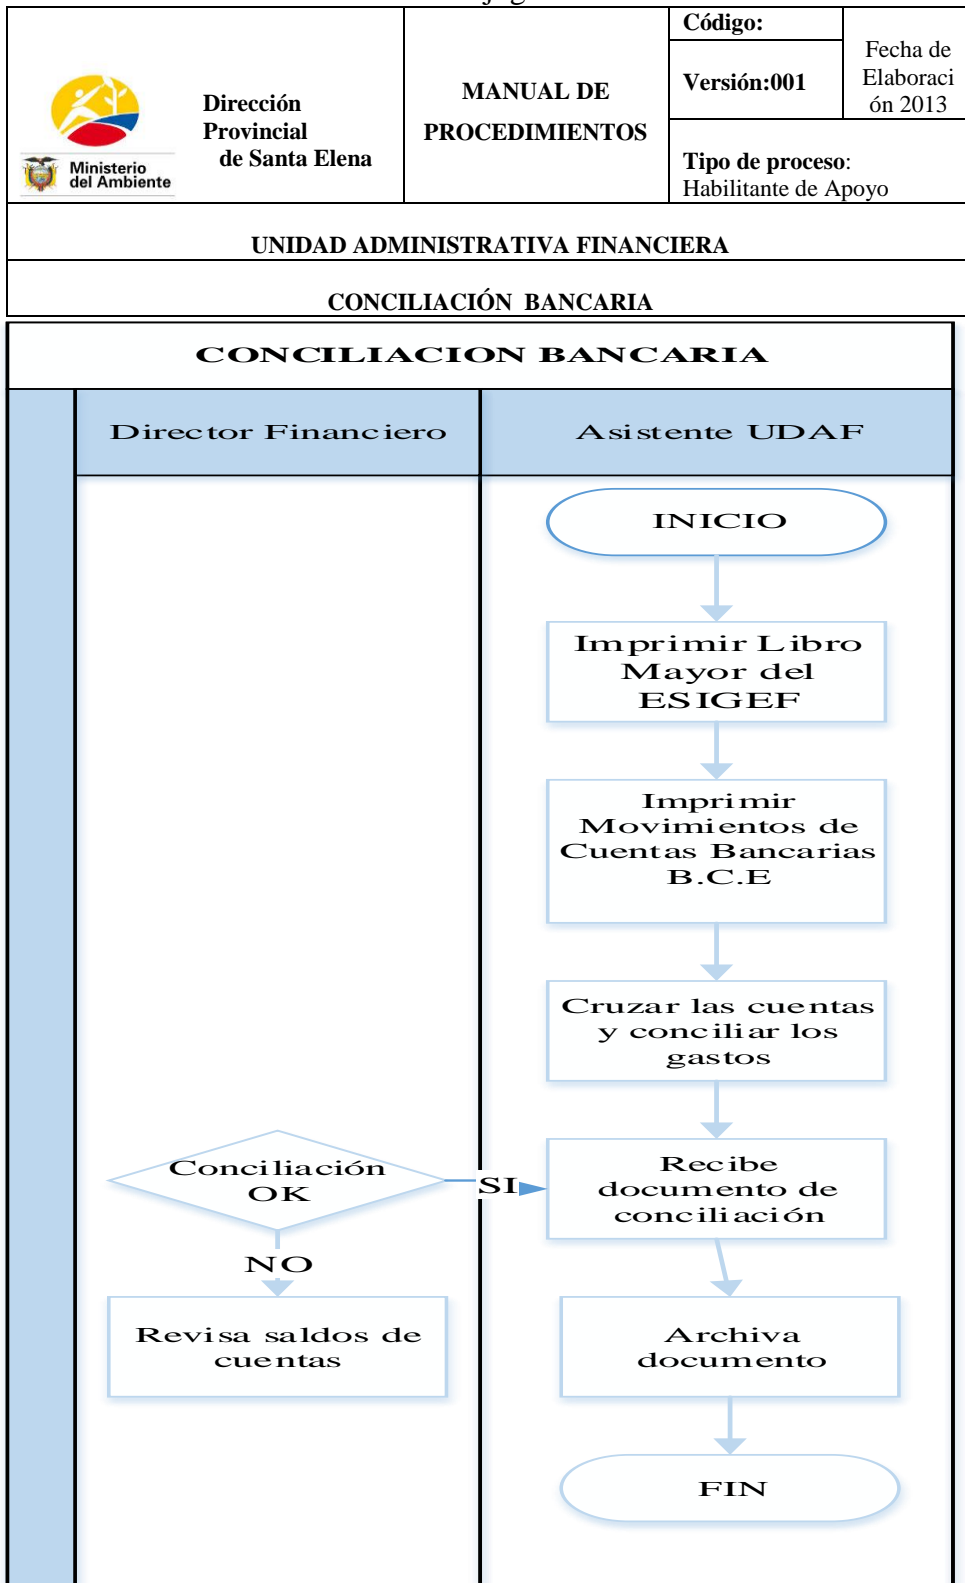 Código:
Fecha de
Elaboraci
ón 2013
Versión:001
MANUAL DE
PROCEDIMIENTOS
Dirección
Provincial
de Santa Elena
Ministerio
del Ambiente
Tipo de proceso:
Habilitante de Apoyo
UNIDAD ADMINISTRATIVA FINANCIERA
CONCILIACIÓN BANCARIA
CONCILIACION BANCARIA
Director Financiero
Asistente UDAF
INICIO
Imprimir Libro
Mayor del
ESIGEF
Imprimir
Movimientos de
Cuentas Bancarias
B.C.E
Cruzar las cuentas
y conciliar los
gastos
Conciliación
OK
SI
Recibe
documento de
conciliación
NO
Revisa saldos de
cuentas
Archiva
documento
FIN